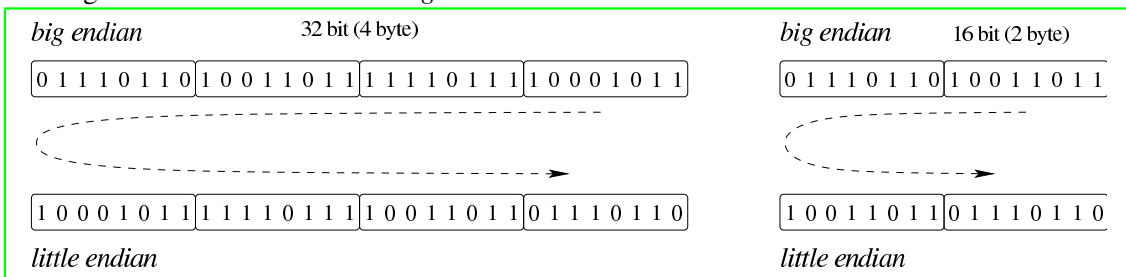 big endian 32 bit (4 byte) big endian 16 bit (2 byte)
0 1 1 1 0 1 1 0 1 0 0 1 1 0 1 1 1 1 1 1 0 1 1 1 1 0 0 0 1 0 1 1 0 1 1 1 0 1 1 0 1 0 0 1 1 0 1 1
1 0 0 0 1 0 1 1 1 1 1 1 0 1 1 1 1 0 0 1 1 0 1 1 0 1 1 1 0 1 1 0 1 0 0 1 1 0 1 1 0 1 1 1 0 1 1 0
little endian little endian